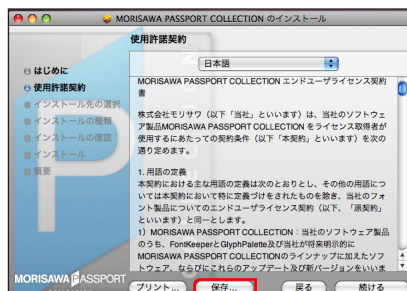 MORISAWA PASSPORT COLLECTION のインストール
使用許諾契約
日本語
はじめに
使用許諾契約
インストール先の選択
インストールの種類
インストールの確認
インストール
概要
MORISAWA PASSPORT COLLECTION エンドユーザライセンス契約
書
株式会社モリサワ（以下「当社」といいます）は、当社のソフトウェ
ア製品MORISAWA PASSPORT COLLECTION をライセンス取得者が
使用するにあたっての契約条件（以下「本契約」といいます）を次の
通り定めます。
1. 用語の定義
本契約における主な用語の定義は次のとおりとし、その他の用語につ
いては本契約において特に定義づけをされたものを除き、当社のフォ
ント製品についてのエンドユーザライセンス契約（以下、「原契約」
といいます）と同一とします。
1）MORISAWA PASSPORT COLLECTION：当社のソフトウェア製品
のうち、FontKeeperとGlyphPalette及び当社が将来明示的に
MORISAWA PASSPORT COLLECTIONのラインナップに加えたソフ
トウェア、ならびにこれらのアップデート及び新バージョンをいいま
MORISAWA PASSPORT
プリント...
保存...
戻る
続ける